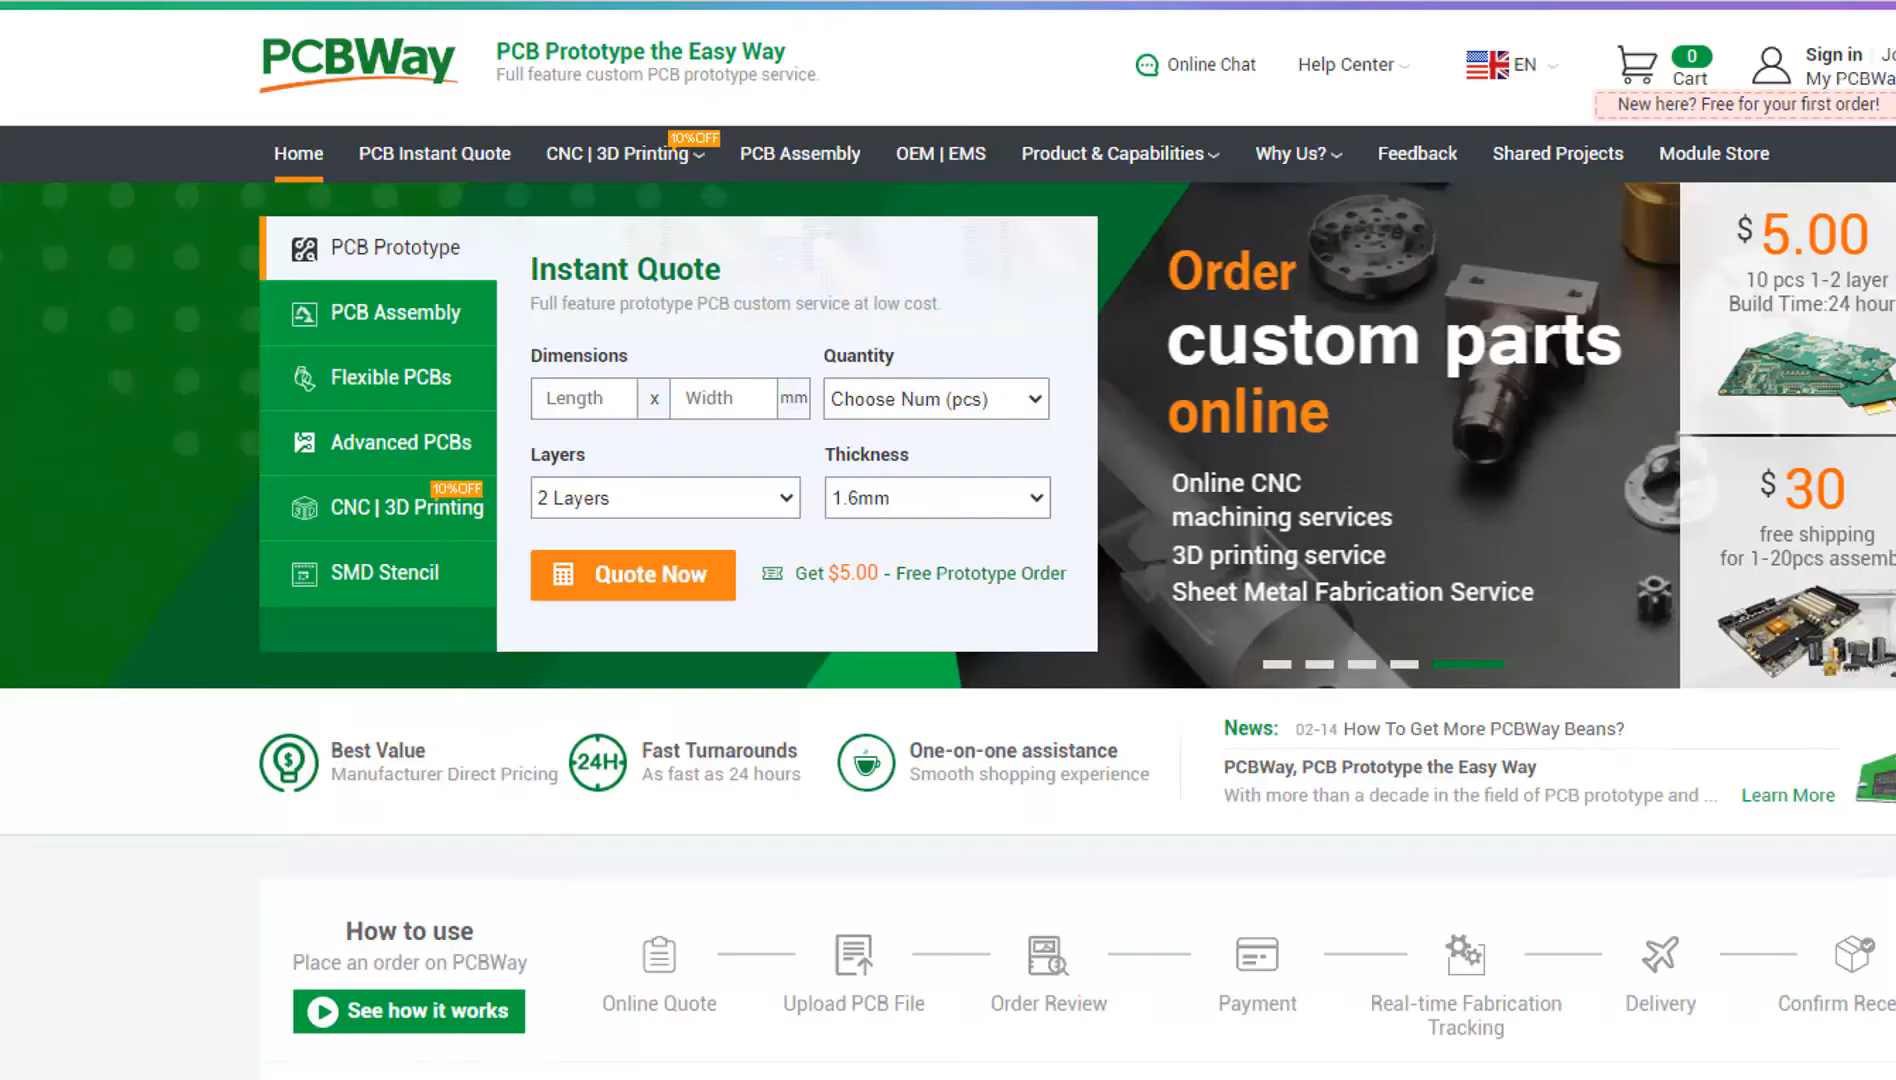 PCBWay
PCB Prototype the Easy Way
Full feature custom PCB prototype service.
Online Chat
Help Center
EN
0
Cart
Sign in
My PCBWa
New here? Free for your first order!
Home
PCB Instant Quote
CNC | 3D Printing
10%OFF
PCB Assembly
OEM | EMS
Product & Capabilities
Why Us?
Feedback
Shared Projects
Module Store
PCB Prototype
PCB Assembly
Flexible PCBs
Advanced PCBs
10%OFF
CNC | 3D Printing
SMD Stencil
Instant Quote
Full feature prototype PCB custom service at low cost.
Dimensions
Quantity
Length x Width mm
Choose Num (pcs)
Layers
Thickness
2 Layers
1.6mm
Quote Now
Get $5.00 - Free Prototype Order
Order
custom parts
online
Online CNC
machining services
3D printing service
Sheet Metal Fabrication Service
$ 5.00
10 pcs 1-2 layer
Build Time:24 hour
$ 30
free shipping
for 1-20pcs assemb
Best Value
Manufacturer Direct Pricing
24H
Fast Turnarounds
As fast as 24 hours
One-on-one assistance
Smooth shopping experience
News: 02-14 How To Get More PCBWay Beans?
PCBWay, PCB Prototype the Easy Way
With more than a decade in the field of PCB prototype and ... Learn More
How to use
Place an order on PCBWay
See how it works
Online Quote
Upload PCB File
Order Review
Payment
Real-time Fabrication
Tracking
Delivery
Confirm Rece